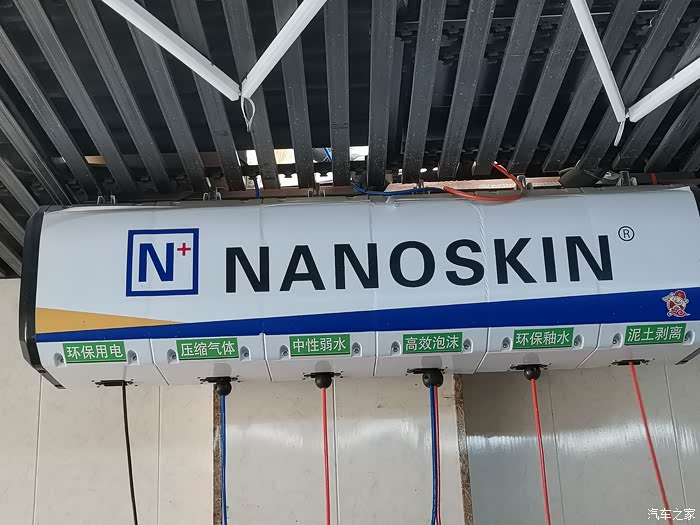 N+ NANOSKIN®
环保用电
压缩气体
中性弱水
高效泡沫
环保釉水
泥土剥离
汽车之家